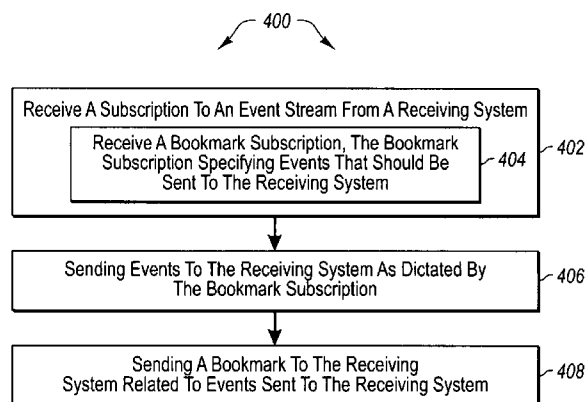 400
Receive A Subscription To An Event Stream From A Receiving System
Receive A Bookmark Subscription, The Bookmark
Subscription Specifying Events That Should Be
Sent To The Receiving System
404
402
Sending Events To The Receiving System As Dictated By
The Bookmark Subscription
406
Sending A Bookmark To The Receiving
System Related To Events Sent To The Receiving System
408